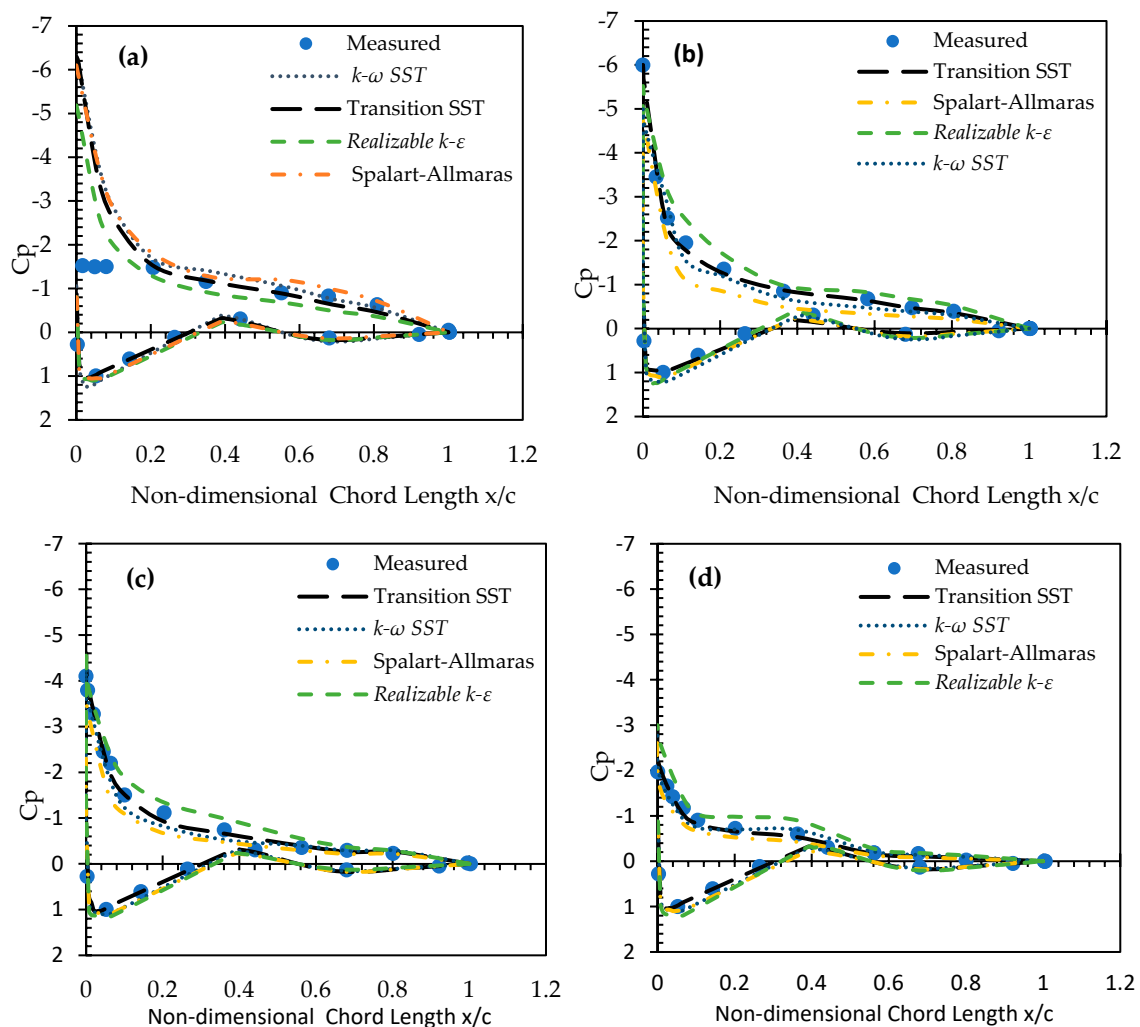 (a)
Measured
k-ω SST
Transition SST
Realizable k-ε
Spalart-Allmaras
-7
-6
-5
-4
-3
-2
-1
0
1
2
Cp
0 0.2 0.4 0.6 0.8 1 1.2
Non-dimensional Chord Length x/c
(b)
Measured
Transition SST
Spalart-Allmaras
Realizable k-ε
k-ω SST
-7
-6
-5
-4
-3
-2
-1
0
1
2
Cp
0 0.2 0.4 0.6 0.8 1 1.2
Non-dimensional Chord Length x/c
(c)
Measured
Transition SST
k-ω SST
Spalart-Allmaras
Realizable k-ε
-7
-6
-5
-4
-3
-2
-1
0
1
2
Cp
0 0.2 0.4 0.6 0.8 1 1.2
Non-dimensional Chord Length x/c
(d)
Measured
Transition SST
k-ω SST
Spalart-Allmaras
Realizable k-ε
-7
-6
-5
-4
-3
-2
-1
0
1
2
Cp
0 0.2 0.4 0.6 0.8 1 1.2
Non-dimensional Chord Length x/c